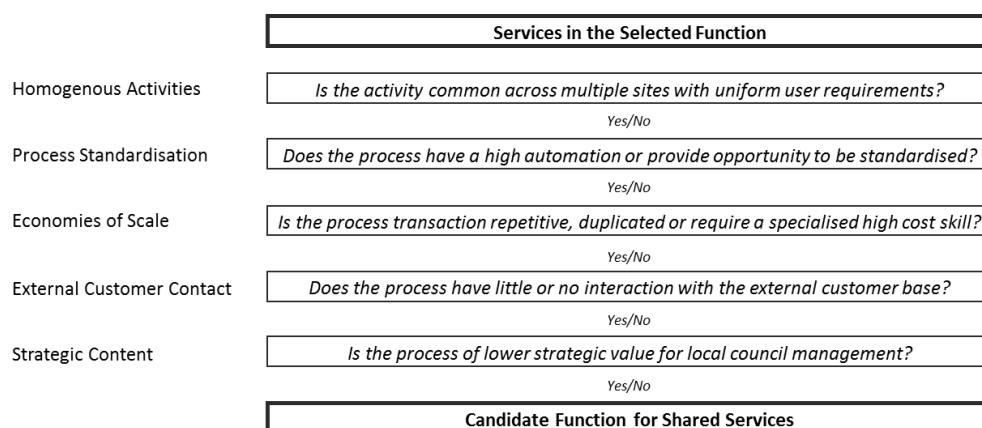 Services in the Selected Function
Homogenous Activities
Is the activity common across multiple sites with uniform user requirements?
Yes/No
Process Standardisation
Does the process have a high automation or provide opportunity to be standardised?
Yes/No
Economies of Scale
Is the process transaction repetitive, duplicated or require a specialised high cost skill?
Yes/No
External Customer Contact
Does the process have little or no interaction with the external customer base?
Yes/No
Strategic Content
Is the process of lower strategic value for local council management?
Yes/No
Candidate Function for Shared Services